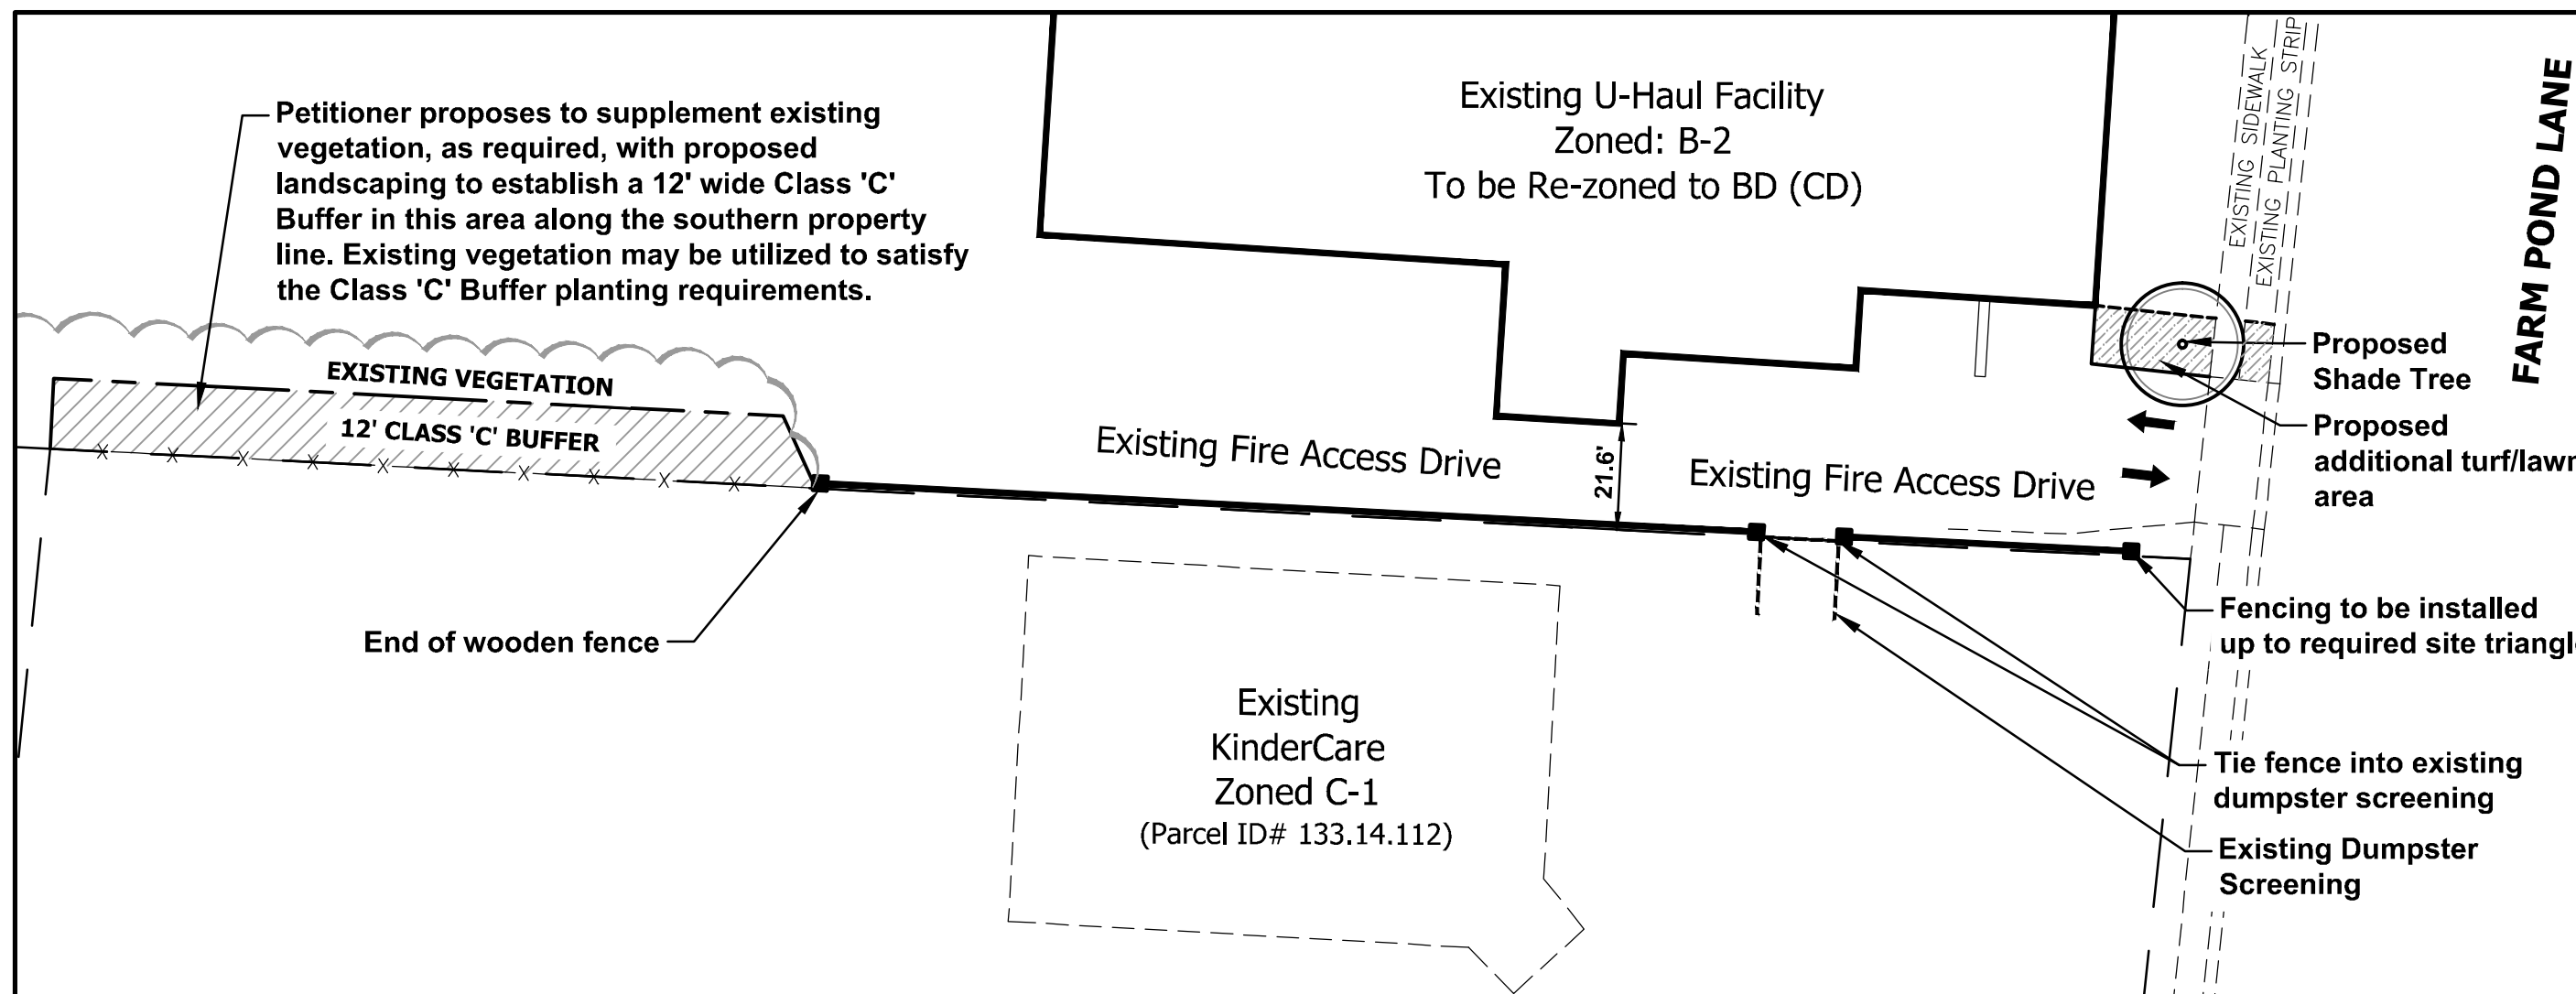 Petitioner proposes to supplement existing
vegetation, as required, with proposed
landscaping to establish a 12' wide Class 'C'
Buffer in this area along the southern property
line. Existing vegetation may be utilized to satisfy
the Class 'C' Buffer planting requirements.
Existing U-Haul Facility
Zoned: B-2
To be Re-zoned to BD (CD)
EXISTING SIDEWALK
EXISTING PLANTING STRIP
FARM POND LANE
EXISTING VEGETATION
12' CLASS 'C' BUFFER
Existing Fire Access Drive
21.6'
Existing Fire Access Drive
Proposed
Shade Tree
Proposed
additional turf/lawn
area
End of wooden fence
Fencing to be installed
up to required site triangle
Existing
KinderCare
Zoned C-1
(Parcel ID# 133.14.112)
Tie fence into existing
dumpster screening
Existing Dumpster
Screening